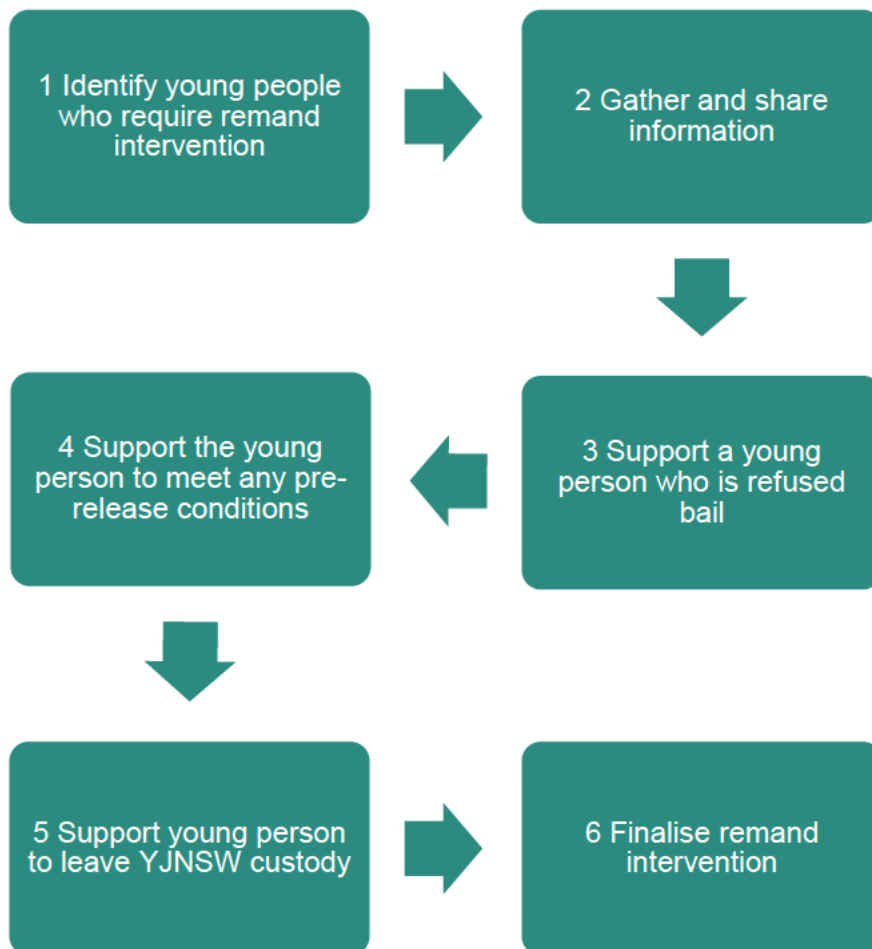 1 Identify young people
who require remand
intervention
2 Gather and share
information
3 Support a young
person who is refused
bail
4 Support the young
person to meet any pre-
release conditions
5 Support young person
to leave YJNSW custody
6 Finalise remand
intervention